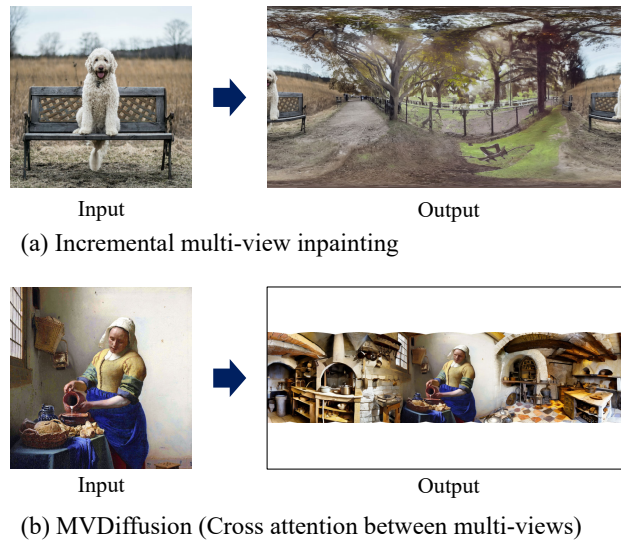 Input
Output
(a) Incremental multi-view inpainting
Input
Output
(b) MVDiffusion (Cross attention between multi-views)